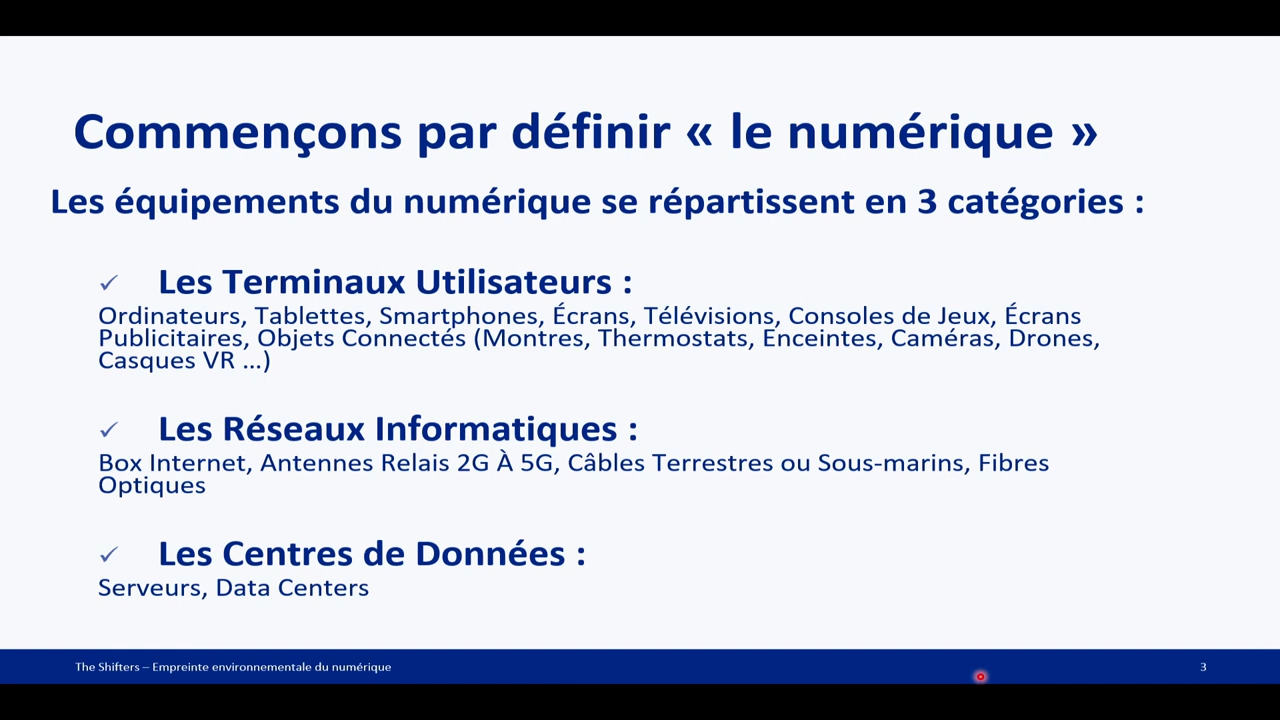 Commençons par définir « le numérique »
Les équipements du numérique se répartissent en 3 catégories :
✓ Les Terminaux Utilisateurs :
Ordinateurs, Tablettes, Smartphones, Écrans, Télévisions, Consoles de Jeux, Écrans
Publicitaires, Objets Connectés (Montres, Thermostats, Enceintes, Caméras, Drones,
Casques VR ...)
✓ Les Réseaux Informatiques :
Box Internet, Antennes Relais 2G À 5G, Câbles Terrestres ou Sous-marins, Fibres
Optiques
✓ Les Centres de Données :
Serveurs, Data Centers
The Shifters – Empreinte environnementale du numérique
3